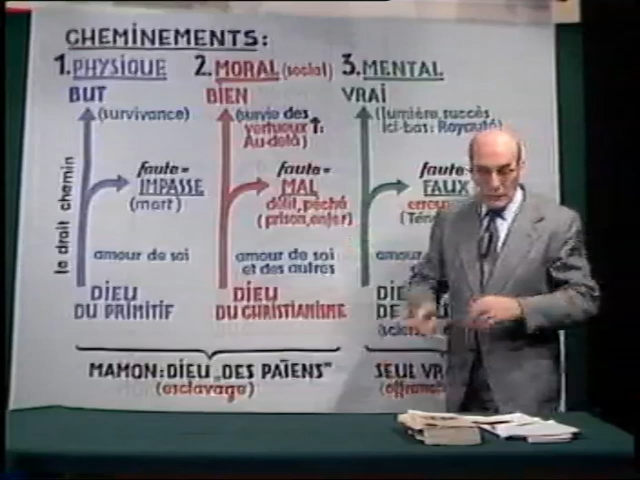 CHEMINEMENTS:
1. PHYSIQUE
BUT
(survivance)
le droit chemin
faute=
IMPASSE
(mort)
amour de soi
DIEU
DU PRIMITIF
2. MORAL (social)
BIEN
(survie des
vertueux ↑:
Au-delà)
faute=
MAL
délit, péché
(prison, enfer)
amour de soi
et des autres
DIEU
DU CHRISTIANISME
3. MENTAL
VRAI
(lumière, succès
ici-bas: Royauté)
faute=
FAUX
amour
MAMON: DIEU „DES PAÏENS"
(esclavage)
SEUL